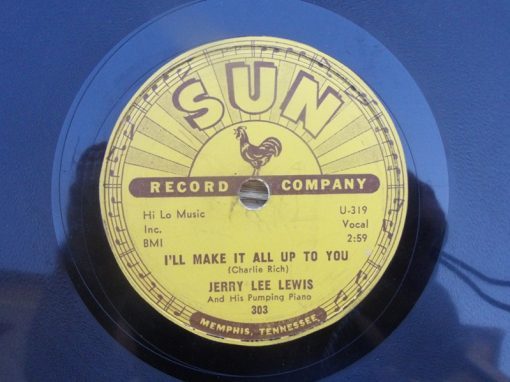 SUN
RECORD COMPANY
Hi Lo Music
Inc.
BMI
U-319
Vocal
2:59
I'LL MAKE IT ALL UP TO YOU
(Charlie Rich)
JERRY LEE LEWIS
And His Pumping Piano
303
MEMPHIS, TENNESSEE